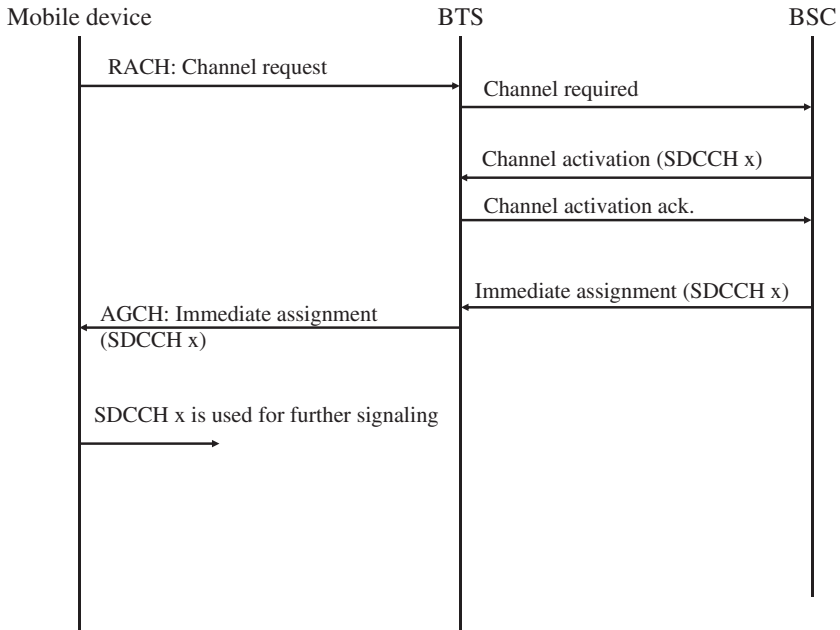 Mobile device BTS BSC
RACH: Channel request
Channel required
Channel activation (SDCCH x)
Channel activation ack.
Immediate assignment (SDCCH x)
AGCH: Immediate assignment
(SDCCH x)
SDCCH x is used for further signaling